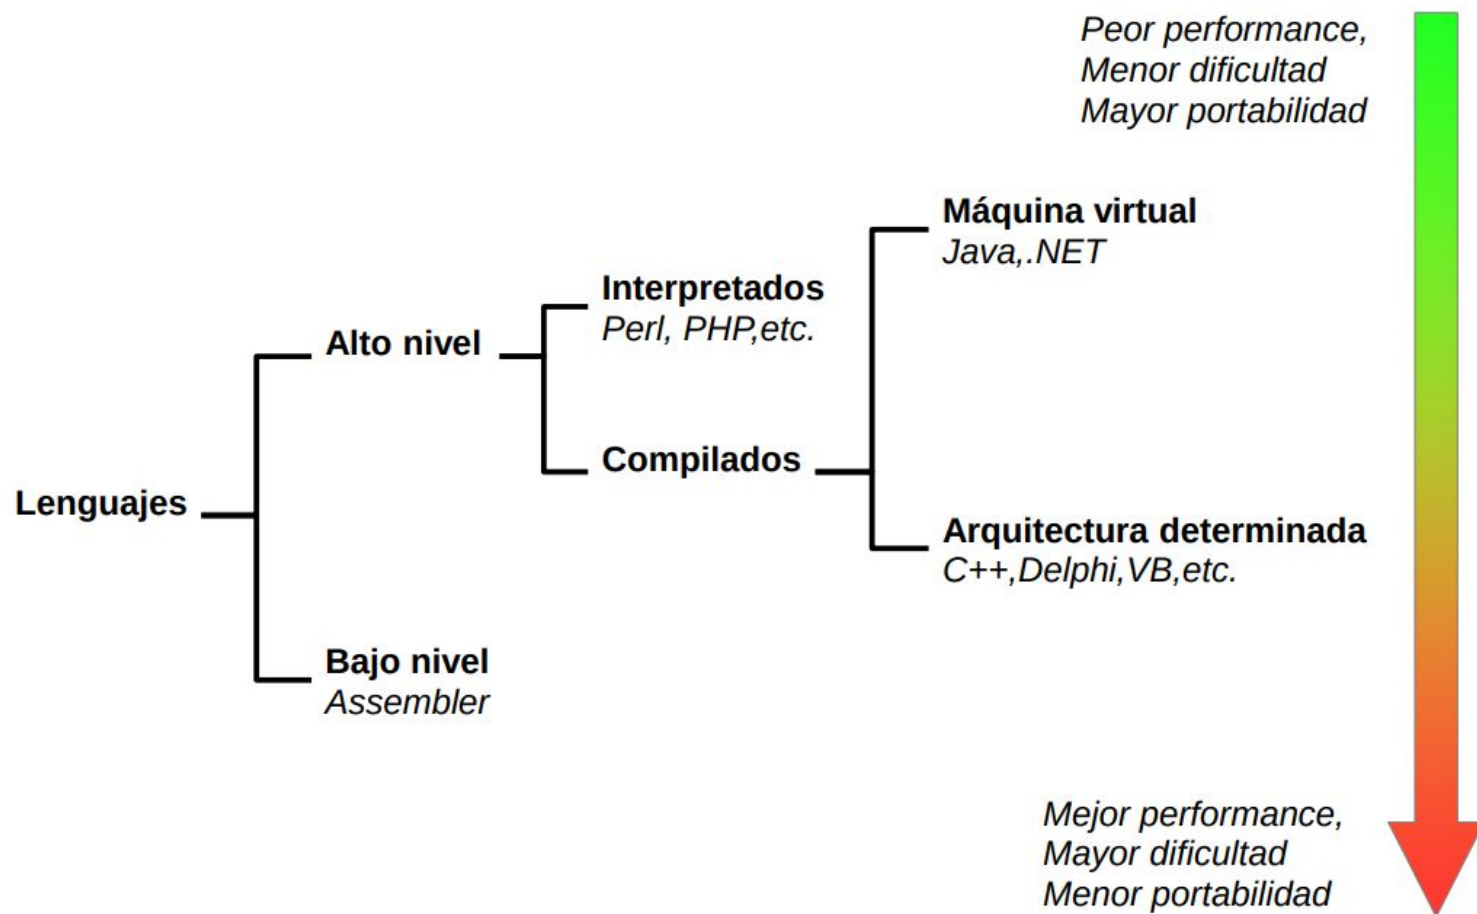 Peor performance,
Menor dificultad
Mayor portabilidad
Máquina virtual
Java,.NET
Interpretados
Perl, PHP,etc.
Alto nivel
Compilados
Lenguajes
Arquitectura determinada
C++,Delphi,VB,etc.
Bajo nivel
Assembler
Mejor performance,
Mayor dificultad
Menor portabilidad